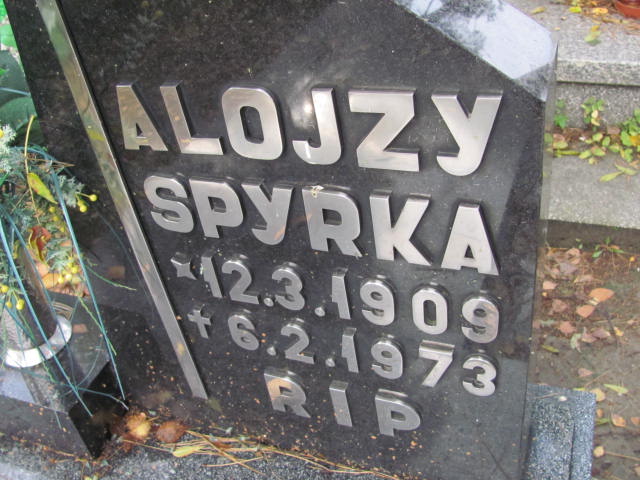 ALOJZY
SPYRKA
* 12.3.1909
✝ 6.2.1973
RIP